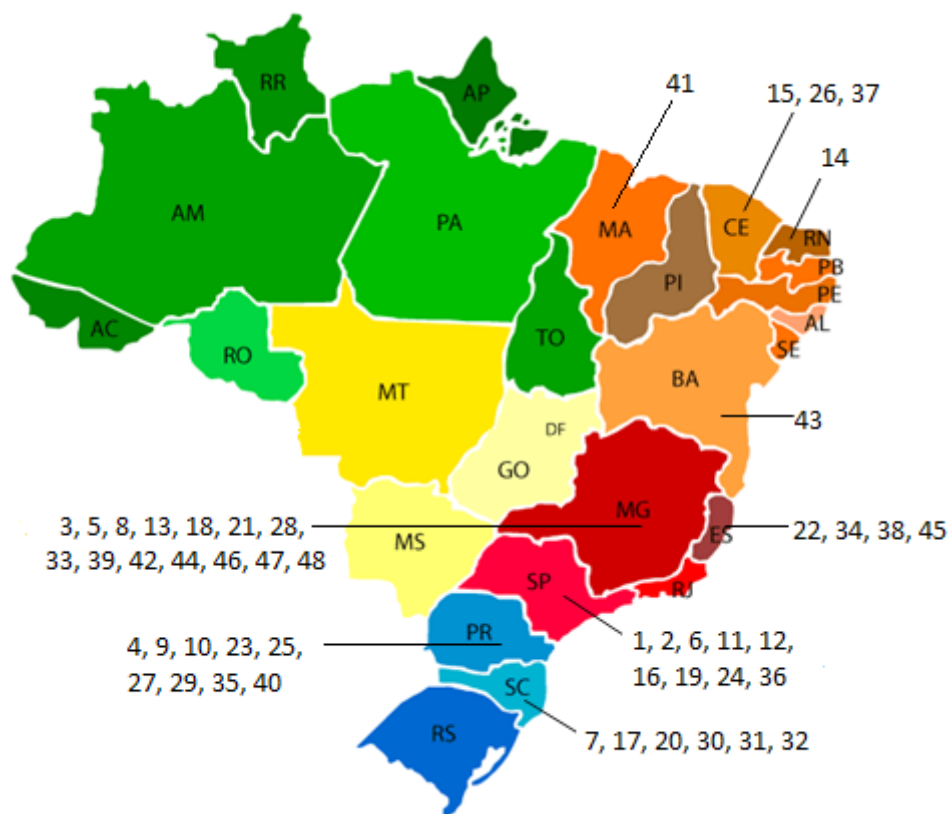 RR
AP
41
15, 26, 37
14
AM
PA
MA
CE
RN
PB
PI
PE
AL
AC
RO
TO
SE
MT
BA
DF
43
GO
3, 5, 8, 13, 18, 21, 28,
33, 39, 42, 44, 46, 47, 48
MG
ES
22, 34, 38, 45
MS
SP
RJ
4, 9, 10, 23, 25,
27, 29, 35, 40
PR
1, 2, 6, 11, 12,
16, 19, 24, 36
SC
7, 17, 20, 30, 31, 32
RS